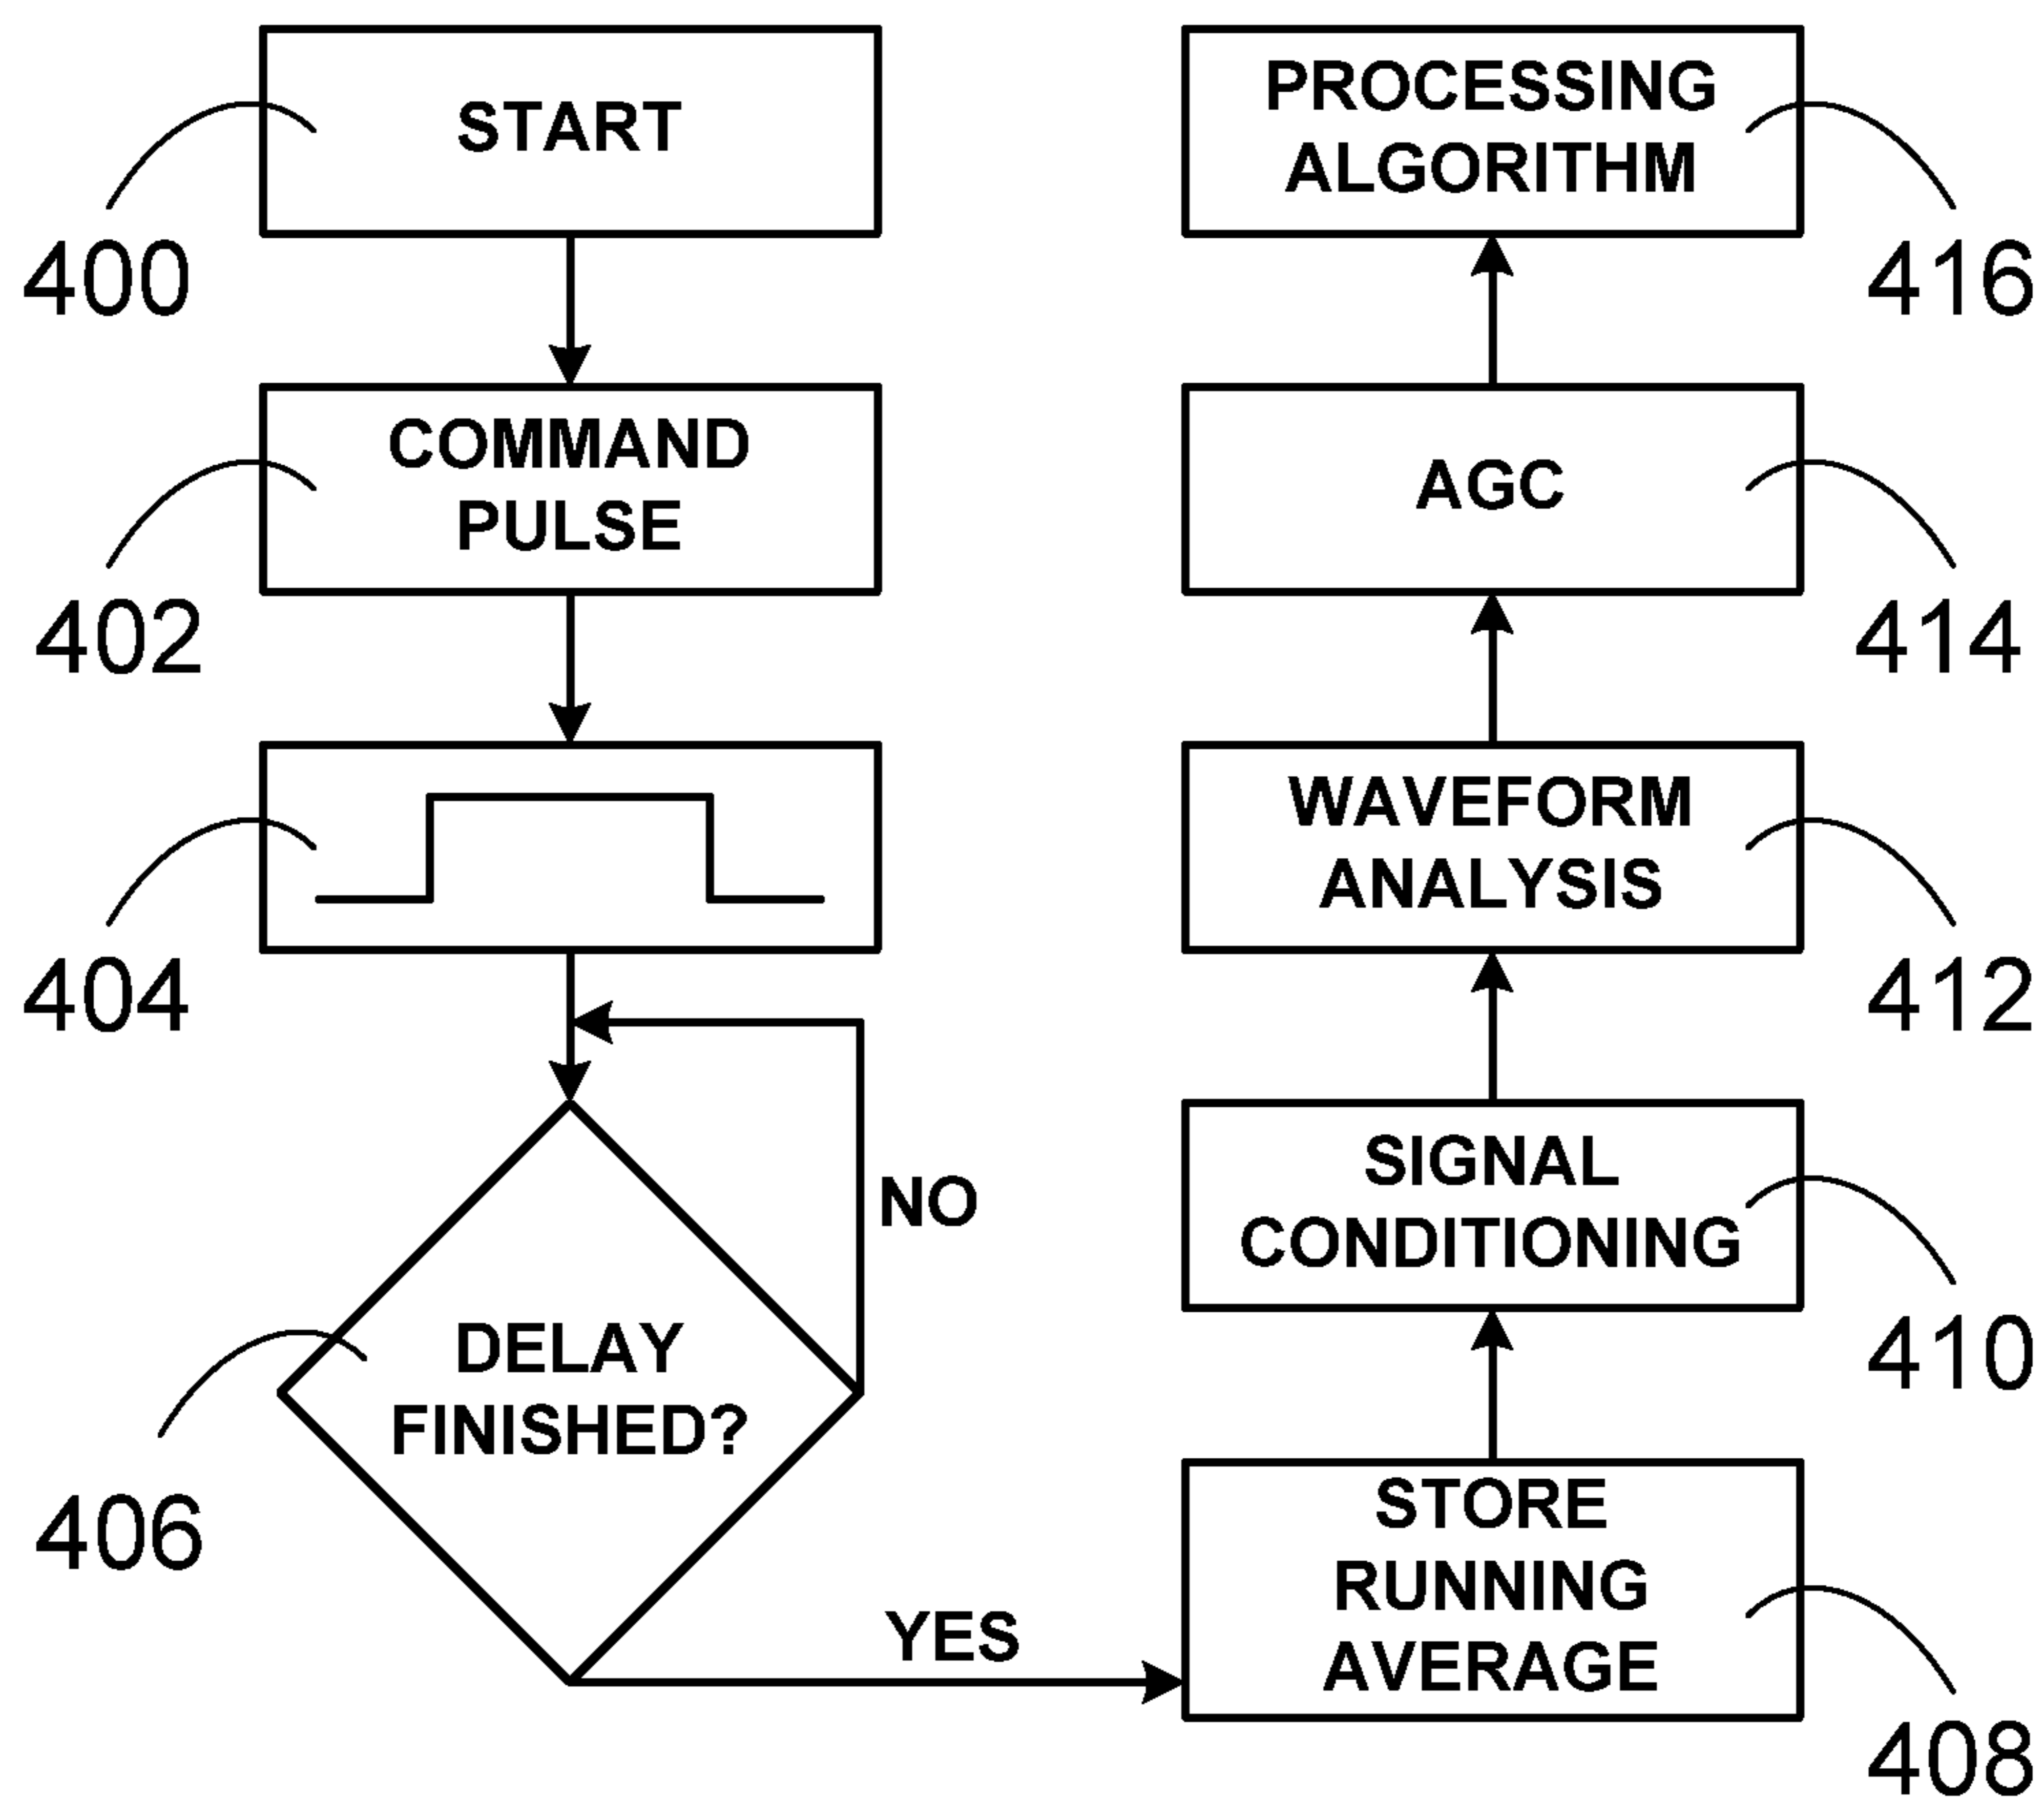 START
400
COMMAND
PULSE
402
404
NO
DELAY
FINISHED?
406
YES
STORE
RUNNING
AVERAGE
408
SIGNAL
CONDITIONING
410
WAVEFORM
ANALYSIS
412
AGC
414
PROCESSING
ALGORITHM
416